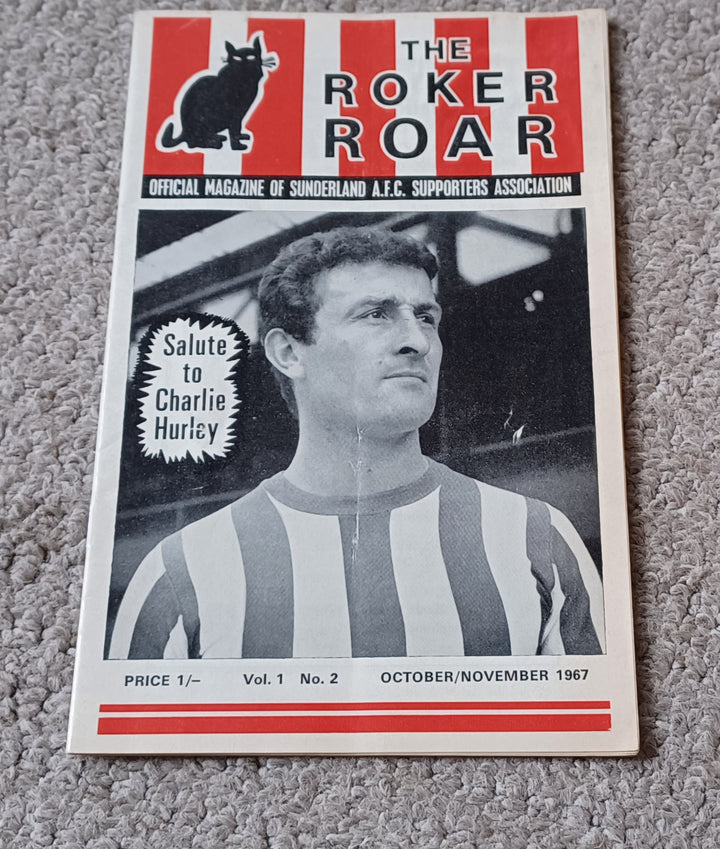 THE
ROKER
ROAR
OFFICIAL MAGAZINE OF SUNDERLAND A.F.C. SUPPORTERS ASSOCIATION
Salute
to
Charlie
Hurley
PRICE 1/– Vol. 1 No. 2 OCTOBER/NOVEMBER 1967